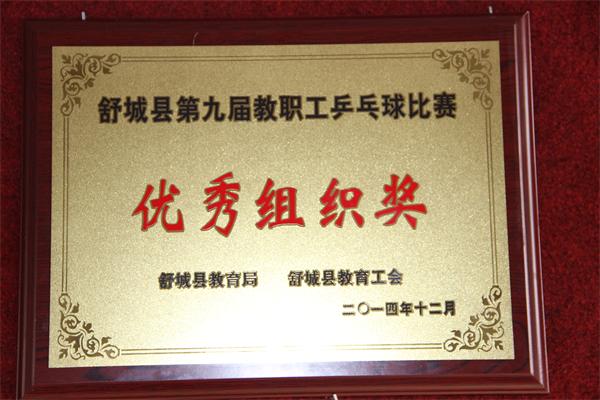 舒城县第九届教职工乒乓球比赛
优秀组织奖
舒城县教育局 舒城县教育工会
二〇一四年十二月